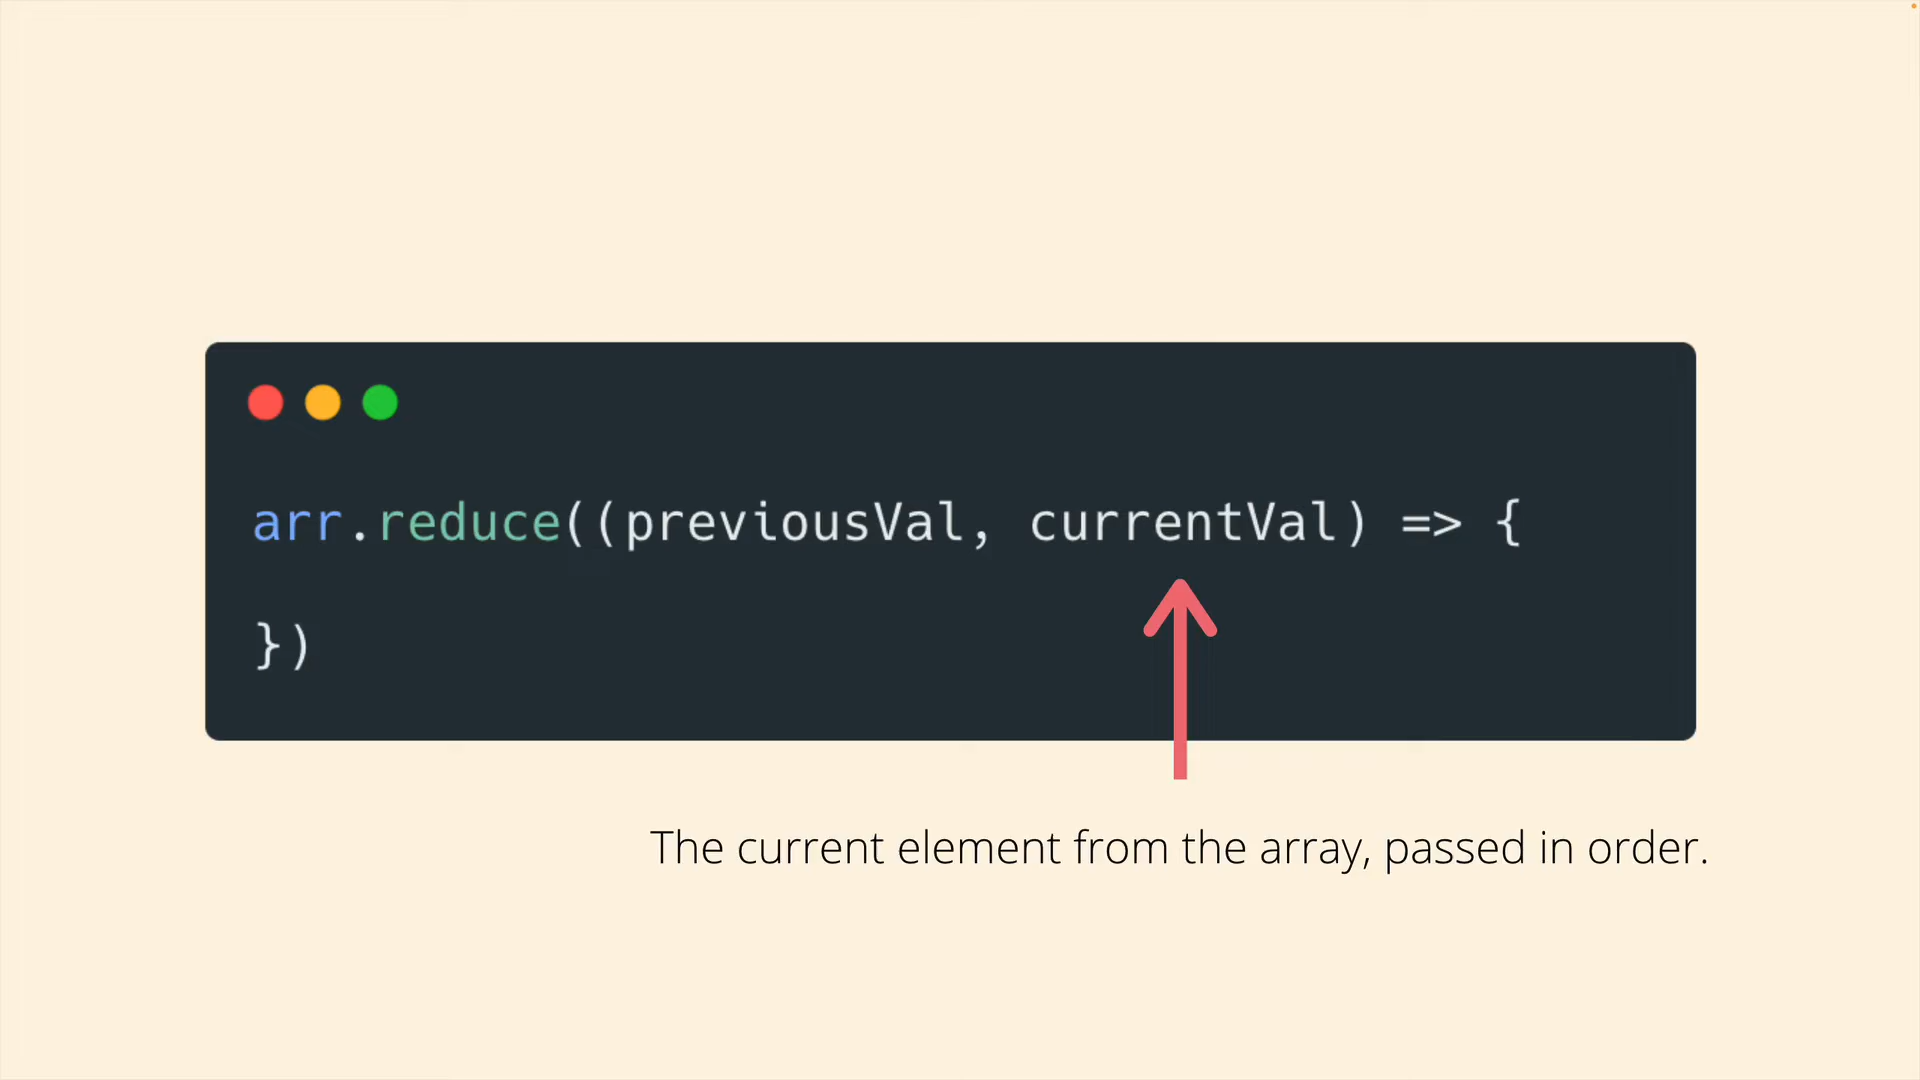 arr.reduce((previousVal, currentVal) => {
})
The current element from the array, passed in order.